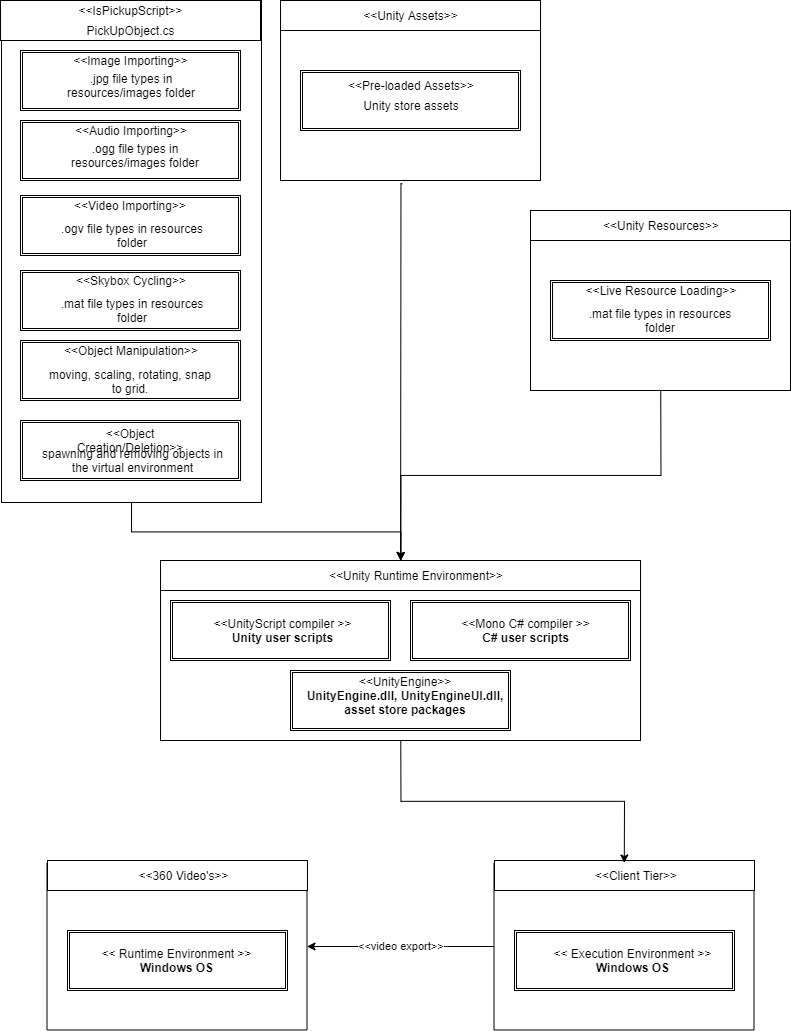 <<IsPickupScript>>
PickUpObject.cs
<<Image Importing>>
.jpg file types in
resources/images folder
<<Audio Importing>>
.ogg file types in
resources/images folder
<<Video Importing>>
.ogv file types in resources
folder
<<Skybox Cycling>>
.mat file types in resources
folder
<<Object Manipulation>>
moving, scaling, rotating, snap
to grid.
<<Object
Creation/Deletion>>
spawning and removing objects in
the virtual environment
<<Unity Assets>>
<<Pre-loaded Assets>>
Unity store assets
<<Unity Resources>>
<<Live Resource Loading>>
.mat file types in resources
folder
<<Unity Runtime Environment>>
<<UnityScript compiler >>
Unity user scripts
<<Mono C# compiler >>
C# user scripts
<<UnityEngine>>
UnityEngine.dll, UnityEngineUI.dll,
asset store packages
<<360 Video's>>
<< Runtime Environment >>
Windows OS
<<video export>>
<<Client Tier>>
<< Execution Environment >>
Windows OS